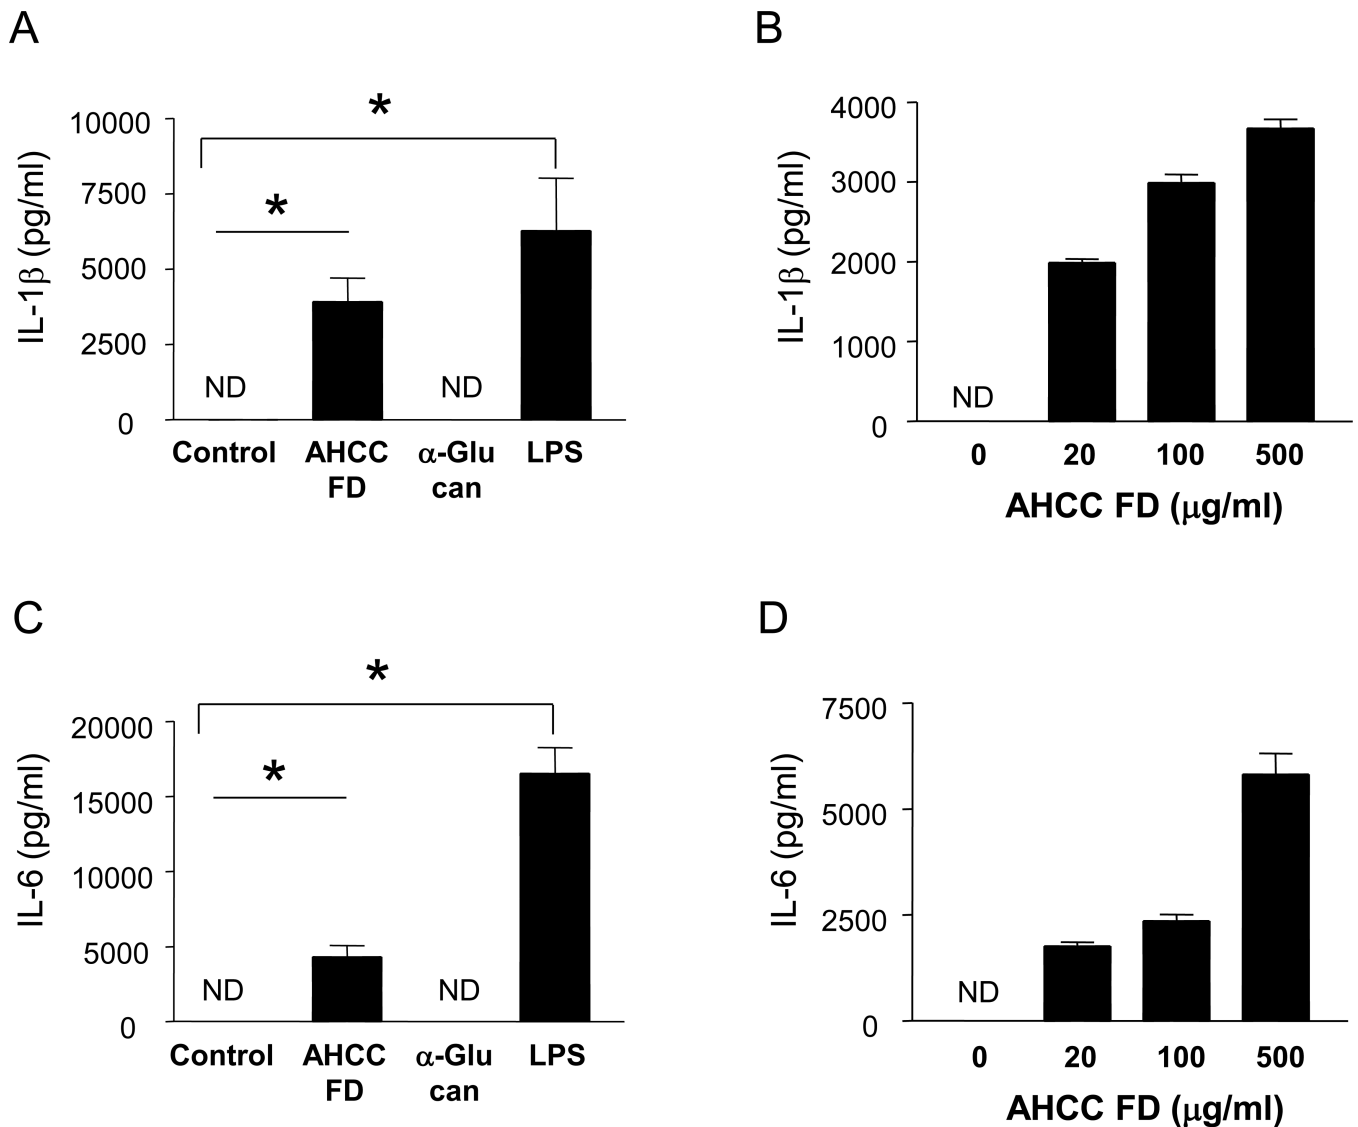 A
*
*
10000
7500
5000
2500
0
IL-1β (pg/ml)
ND
ND
Control
AHCC
FD
α-Glu
can
LPS
B
4000
3000
2000
1000
0
IL-1β (pg/ml)
ND
0
20
100
500
AHCC FD (μg/ml)
C
*
*
20000
15000
10000
5000
0
IL-6 (pg/ml)
ND
ND
Control
AHCC
FD
α-Glu
can
LPS
D
7500
5000
2500
0
IL-6 (pg/ml)
ND
0
20
100
500
AHCC FD (μg/ml)